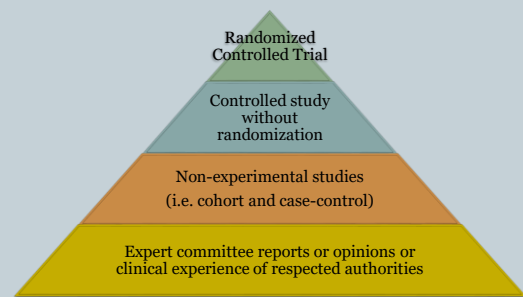 Randomized
Controlled Trial
Controlled study
without
randomization
Non-experimental studies
(i.e. cohort and case-control)
Expert committee reports or opinions or
clinical experience of respected authorities